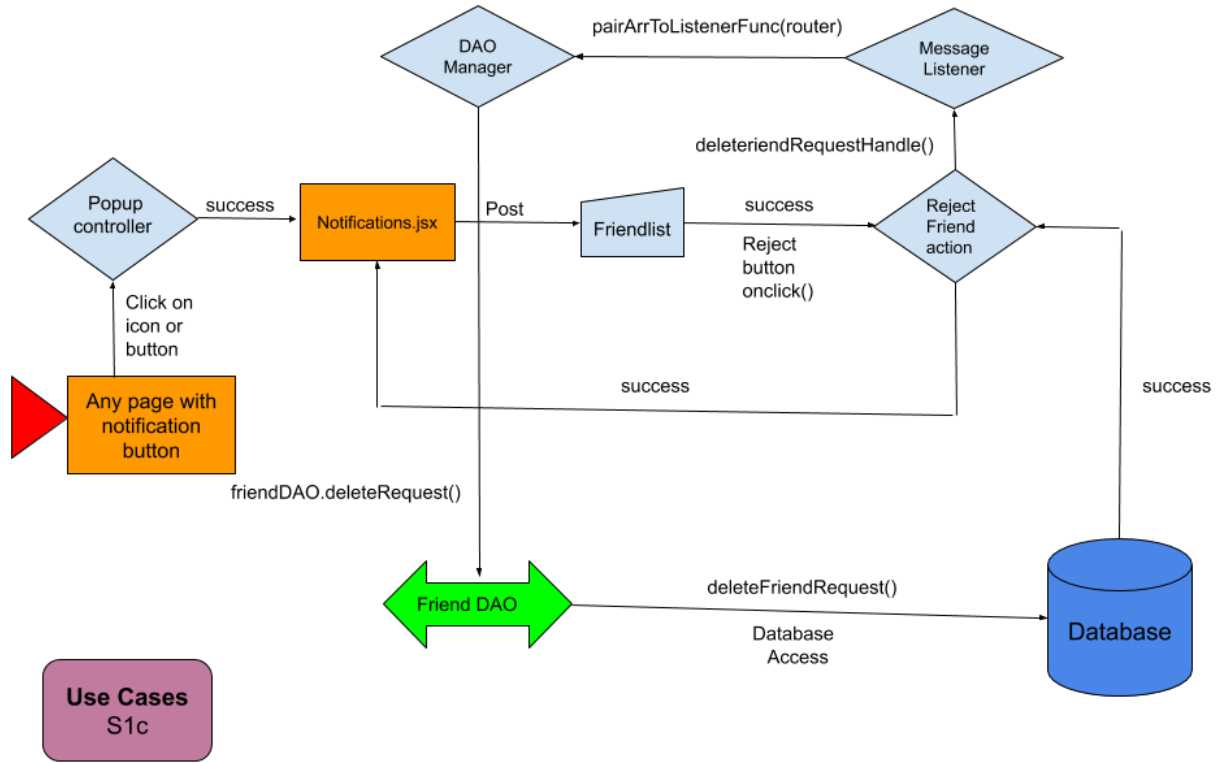 pairArrToListenerFunc(router)
DAO
Manager
Message
Listener
deleteriendRequestHandle()
Popup
controller
success
Notifications.jsx
Post
Friendlist
success
Reject
button
onclick()
Reject
Friend
action
Click on
icon or
button
Any page with
notification
button
success
success
friendDAO.deleteRequest()
Friend DAO
deleteFriendRequest()
Database
Access
Database
Use Cases
S1c